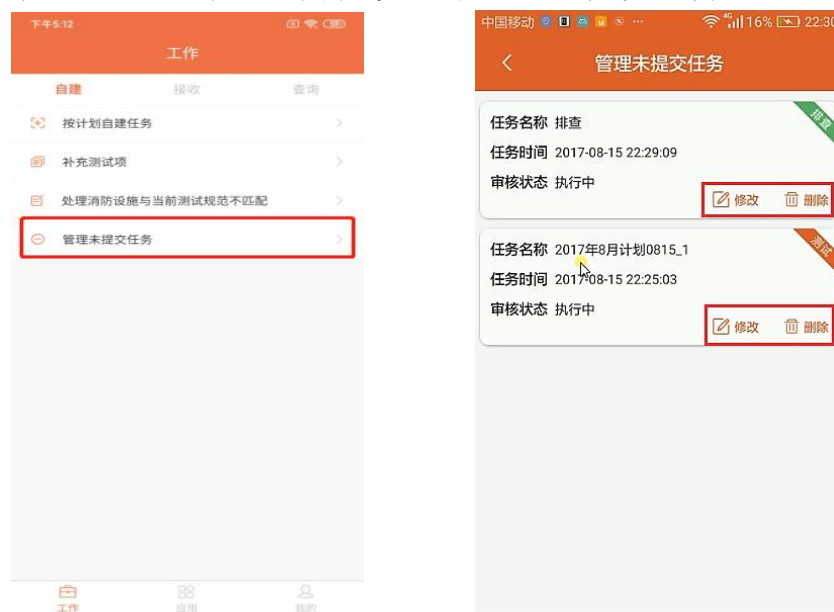 下午5:12
工作
自建 接收 查询
按计划自建任务
补充测试项
处理消防设施与当前测试规范不匹配
管理未提交任务
工作 应用 我的
中国移动 4G 16% 22:30
管理未提交任务
任务名称 排查
排查
任务时间 2017-08-15 22:29:09
审核状态 执行中
修改 删除
任务名称 2017年8月计划0815_1
测试
任务时间 2017-08-15 22:25:03
审核状态 执行中
修改 删除